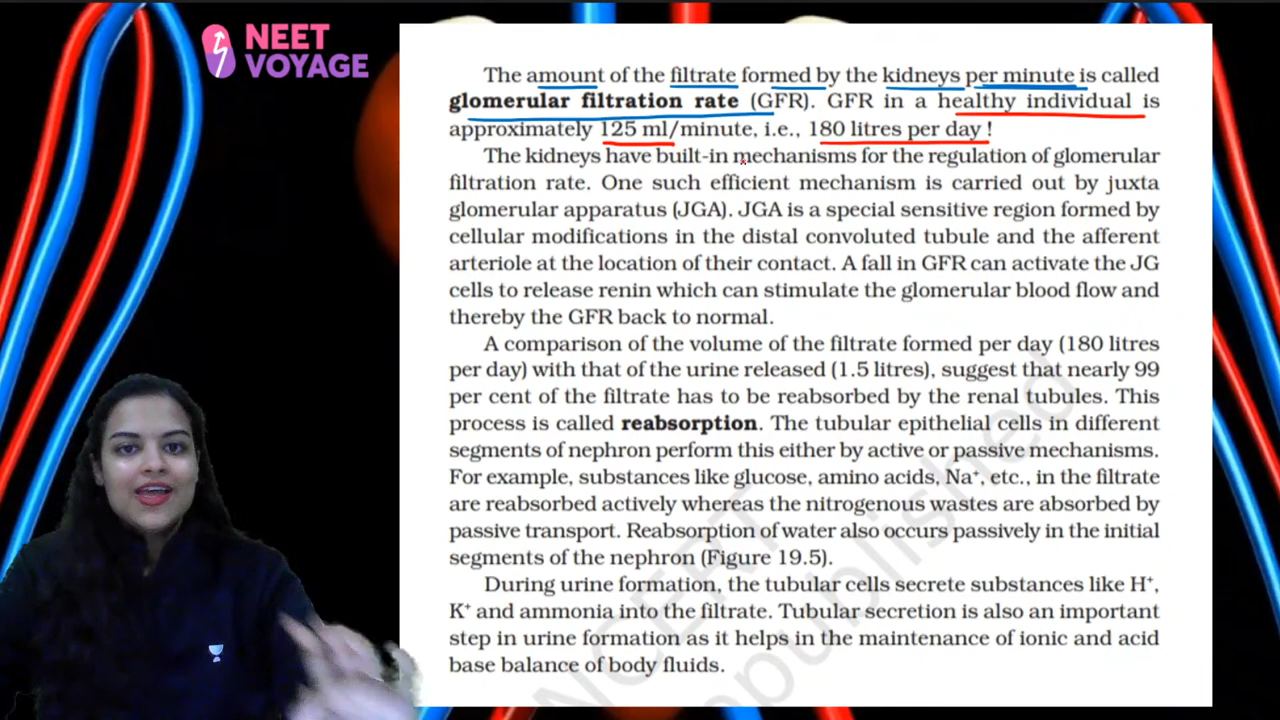 NEET
VOYAGE
The amount of the filtrate formed by the kidneys per minute is called
glomerular filtration rate (GFR). GFR in a healthy individual is
approximately 125 ml/minute, i.e., 180 litres per day !
The kidneys have built-in mechanisms for the regulation of glomerular
filtration rate. One such efficient mechanism is carried out by juxta
glomerular apparatus (JGA). JGA is a special sensitive region formed by
cellular modifications in the distal convoluted tubule and the afferent
arteriole at the location of their contact. A fall in GFR can activate the JG
cells to release renin which can stimulate the glomerular blood flow and
thereby the GFR back to normal.
A comparison of the volume of the filtrate formed per day (180 litres
per day) with that of the urine released (1.5 litres), suggest that nearly 99
per cent of the filtrate has to be reabsorbed by the renal tubules. This
process is called reabsorption. The tubular epithelial cells in different
segments of nephron perform this either by active or passive mechanisms.
For example, substances like glucose, amino acids, Na⁺, etc., in the filtrate
are reabsorbed actively whereas the nitrogenous wastes are absorbed by
passive transport. Reabsorption of water also occurs passively in the initial
segments of the nephron (Figure 19.5).
During urine formation, the tubular cells secrete substances like H⁺,
K⁺ and ammonia into the filtrate. Tubular secretion is also an important
step in urine formation as it helps in the maintenance of ionic and acid
base balance of body fluids.